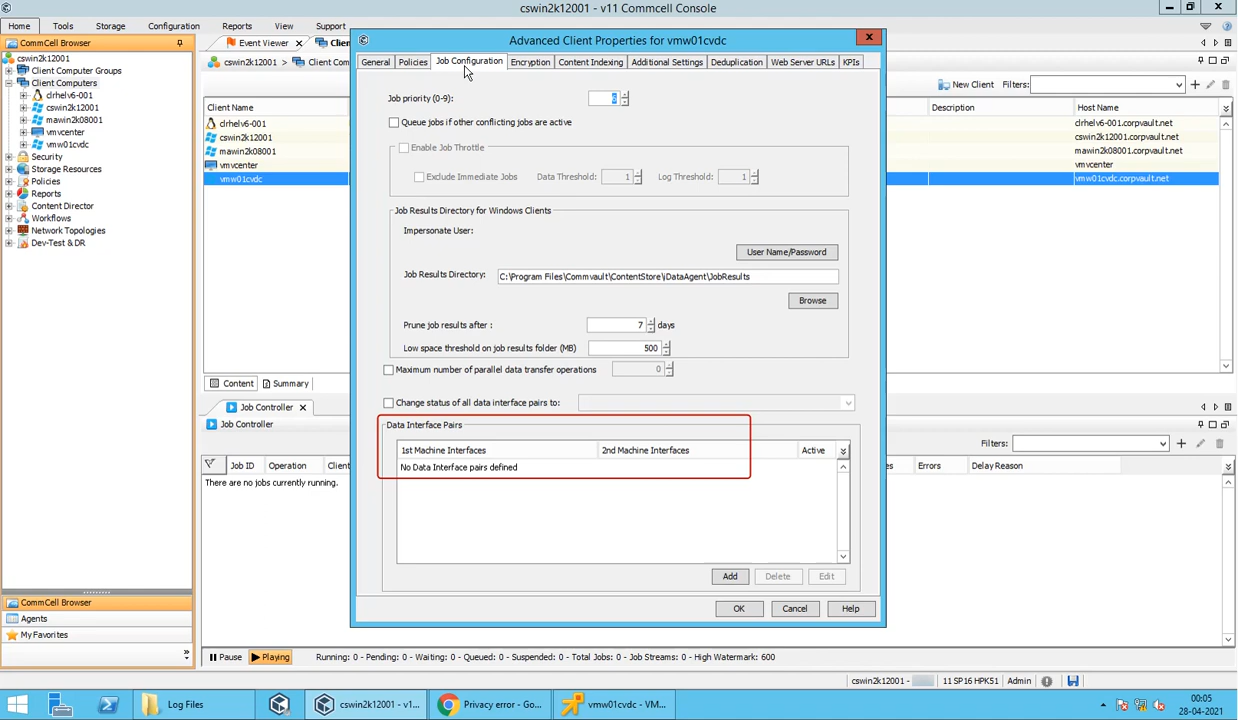 cswin2k12001 - v11 Commcell Console
Home Tools Storage Configuration Reports View Support
CommCell Browser
Event Viewer
Clien
cswin2k12001
Client Computer Groups
Client Computers
clrhelv6-001
cswin2k12001
mawin2k08001
vmvcenter
vmw01cvdc
Security
Storage Resources
Policies
Reports
Content Director
Workflows
Network Topologies
Dev-Test & DR
CommCell Browser
Agents
My Favorites
cswin2k12001 > Client Com
New Client Filters:
Client Name Description Host Name
clrhelv6-001 clrhelv6-001.corpvault.net
cswin2k12001 cswin2k12001.corpvault.net
mawin2k08001 mawin2k08001.corpvault.net
vmvcenter vmvcenter
vmw01cvdc vmw01cvdc.corpvault.net
Content Summary
Job Controller
Job Controller
Filters:
Job ID Operation Client Errors Delay Reason
There are no jobs currently running.
Advanced Client Properties for vmw01cvdc
General Policies Job Configuration Encryption Content Indexing Additional Settings Deduplication Web Server URLs KPIs
Job priority (0-9): 6
Queue jobs if other conflicting jobs are active
Enable Job Throttle
Exclude Immediate Jobs Data Threshold: 1 Log Threshold: 1
Job Results Directory for Windows Clients
Impersonate User:
User Name/Password
Job Results Directory: C:\Program Files\Commvault\ContentStore\iDataAgent\JobResults
Browse
Prune job results after : 7 days
Low space threshold on job results folder (MB) 500
Maximum number of parallel data transfer operations 0
Change status of all data interface pairs to:
Data Interface Pairs
1st Machine Interfaces 2nd Machine Interfaces Active
No Data Interface pairs defined
Add Delete Edit
OK Cancel Help
Pause Playing Running: 0 - Pending: 0 - Waiting: 0 - Queued: 0 - Suspended: 0 - Total Jobs: 0 - Job Streams: 0 - High Watermark: 600
cswin2k12001 - 11 SP16 HPK51 Admin
Log Files cswin2k12001 - v1... Privacy error - Go... vmw01cvdc - VM...
00:05
28-04-2021